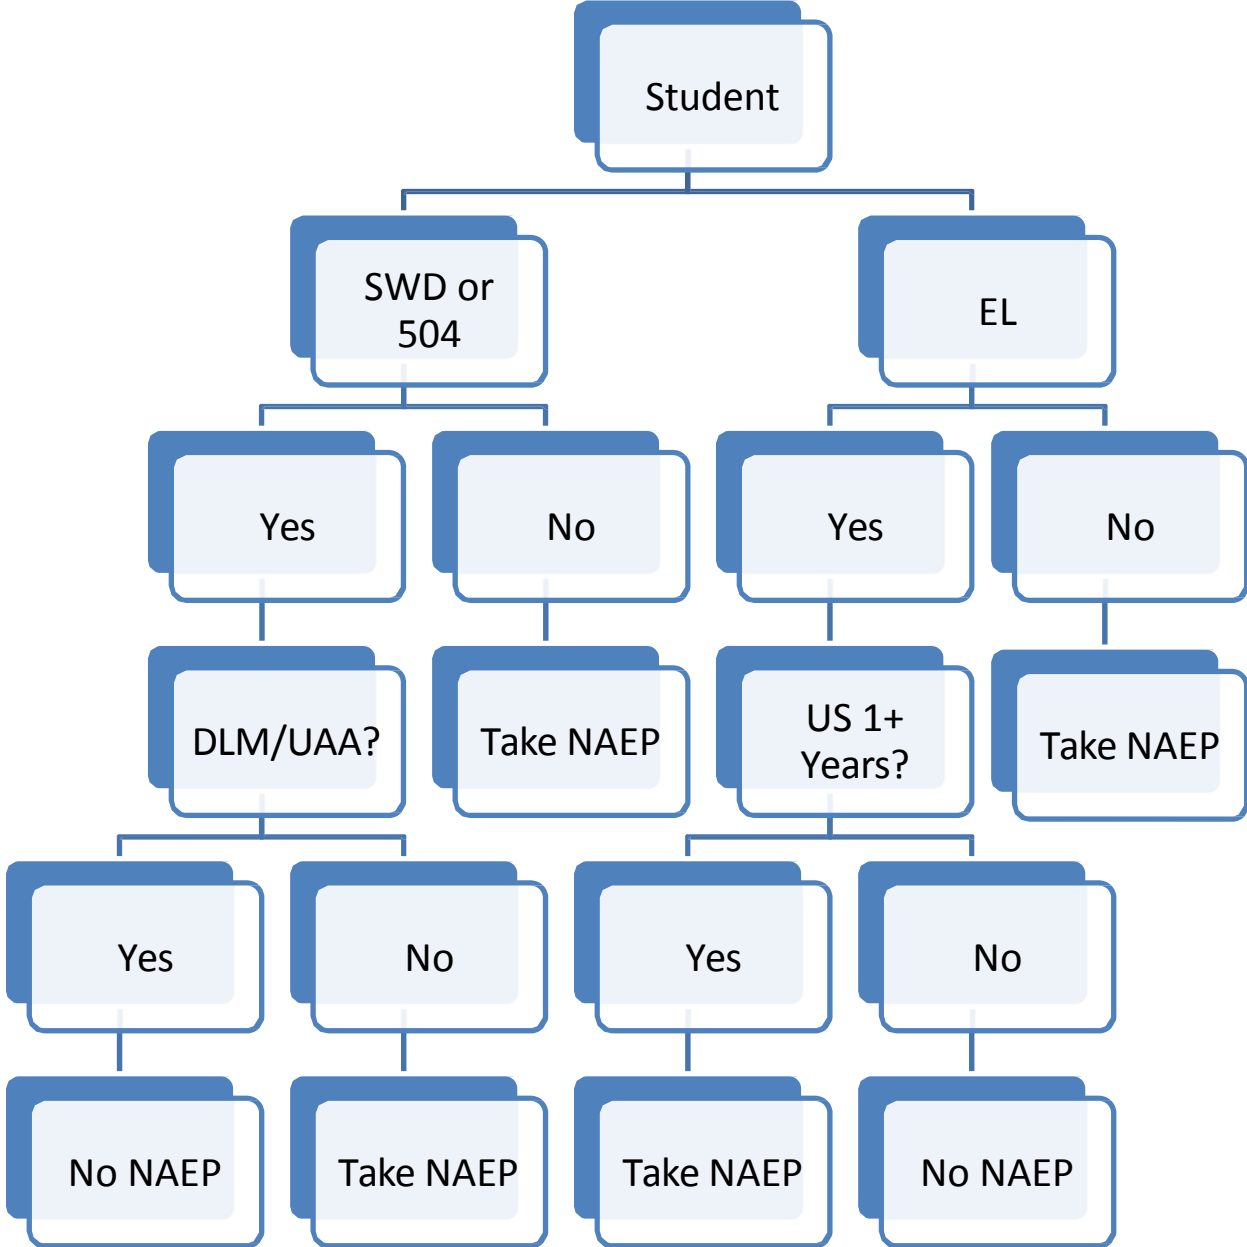 Student
SWD or
504
EL
Yes
No
Yes
No
DLM/UAA?
Take NAEP
US 1+
Years?
Take NAEP
Yes
No
Yes
No
No NAEP
Take NAEP
Take NAEP
No NAEP